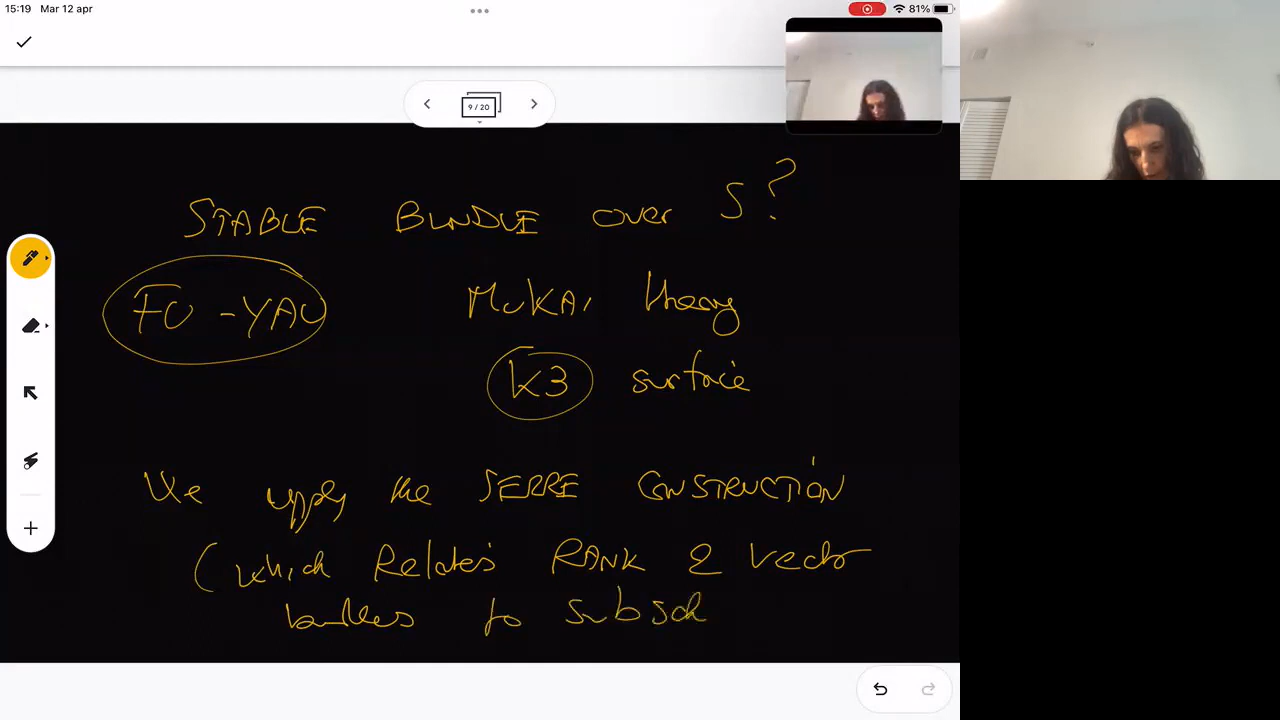 15:19 Mar 12 apr
81%
9 / 20
STABLE BUNDLE over S?
FU-YAU MUKAI theory
K3 surface
We apply the SERRE CONSTRUCTION
(which Relates RANK 2 vector
bundles to subsch